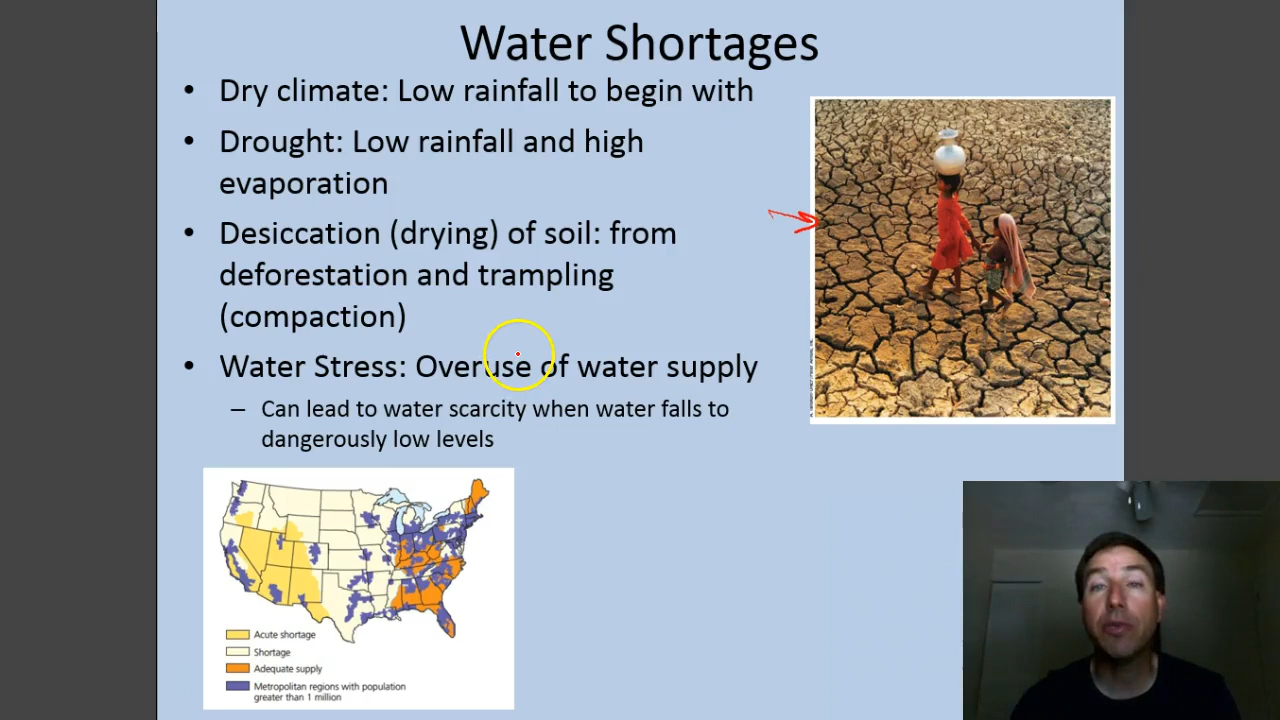 Water Shortages
• Dry climate: Low rainfall to begin with
• Drought: Low rainfall and high
evaporation
• Desiccation (drying) of soil: from
deforestation and trampling
(compaction)
• Water Stress: Overuse of water supply
– Can lead to water scarcity when water falls to
dangerously low levels
Acute shortage
Shortage
Adequate supply
Metropolitan regions with population
greater than 1 million